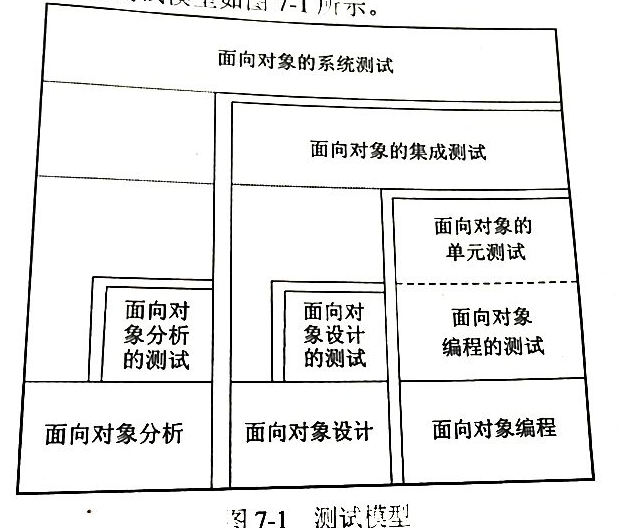 试模型如图 7-1 所示。
面向对象的系统测试
面向对象的集成测试
面向对象的
单元测试
面向对
象分析
的测试
面向对
象设计
的测试
面向对象
编程的测试
面向对象分析
面向对象设计
面向对象编程
图 7-1 测试模型